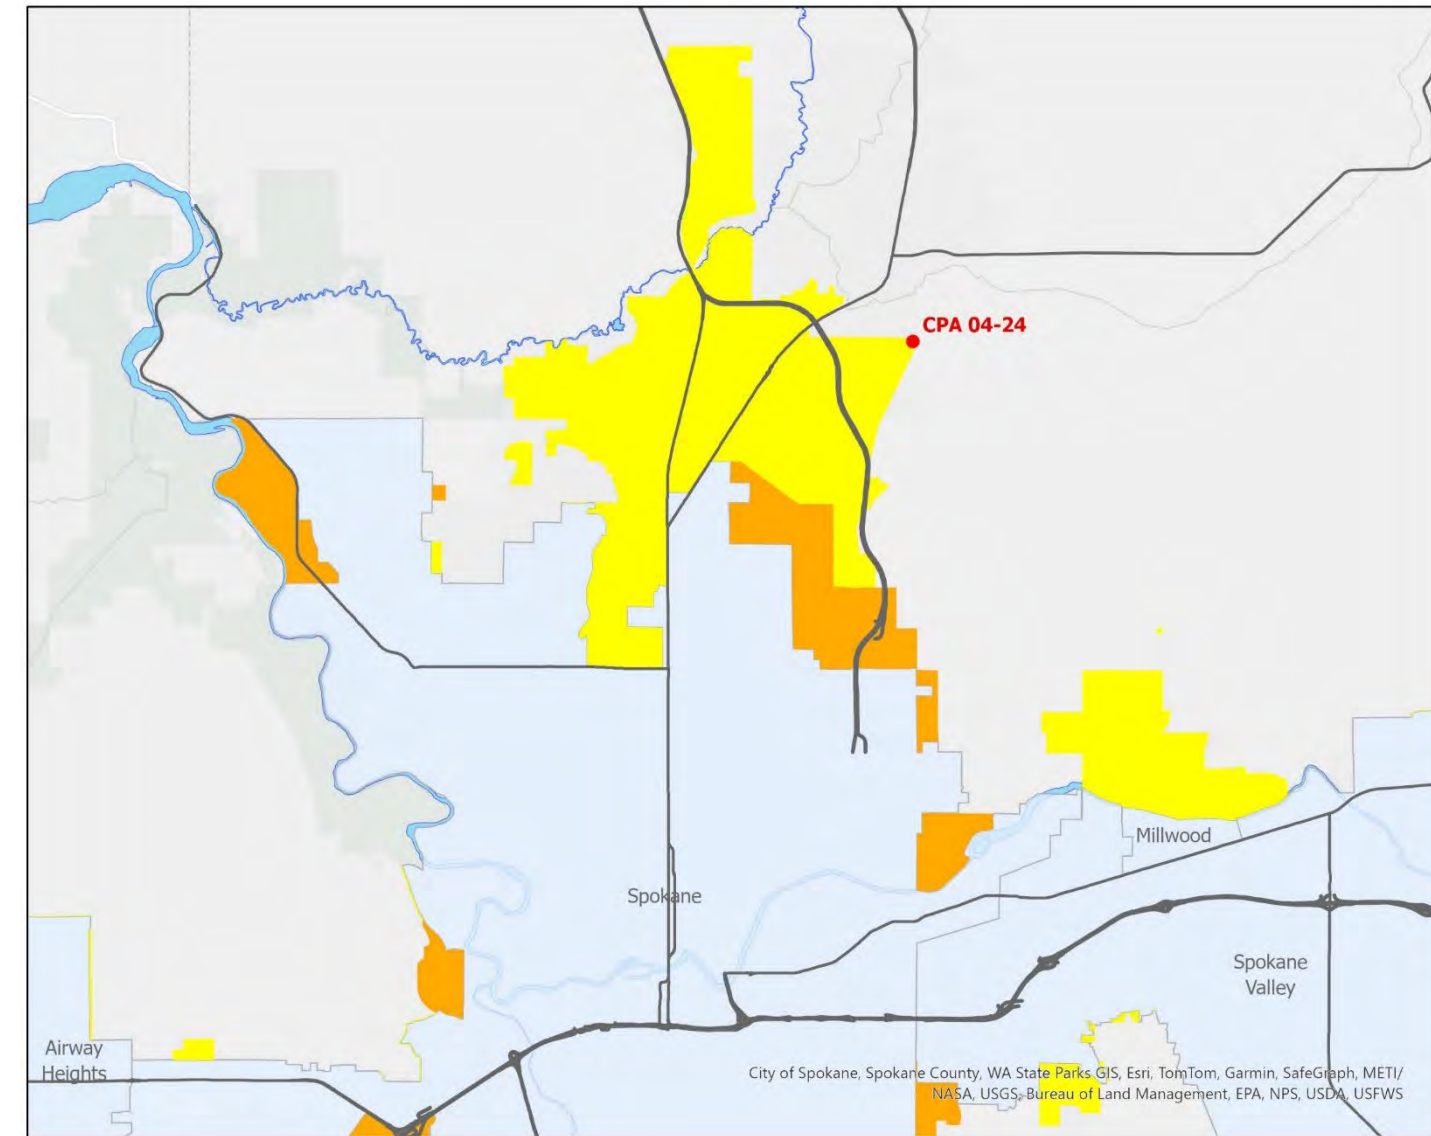 CPA 04-24
Millwood
Spokane
Spokane
Valley
Airway
Heights
City of Spokane, Spokane County, WA State Parks GIS, Esri, TomTom, Garmin, SafeGraph, METI/
NASA, USGS, Bureau of Land Management, EPA, NPS, USDA, USFWS